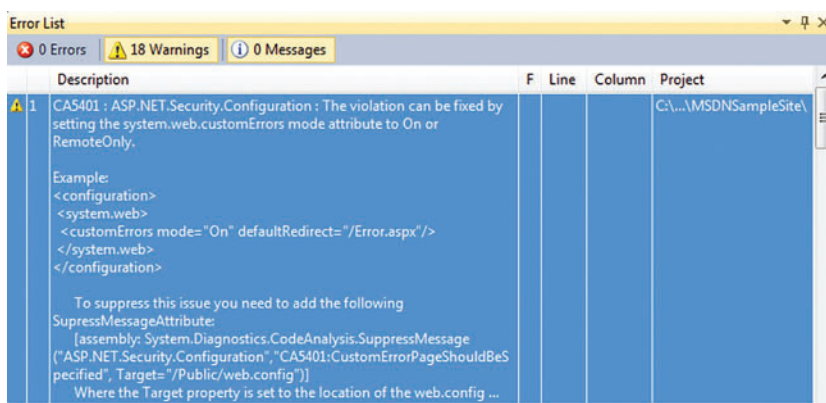 Error List
0 Errors 18 Warnings 0 Messages
Description F Line Column Project
1 CA5401 : ASP.NET.Security.Configuration : The violation can be fixed by C:\...\MSDNSampleSite\
setting the system.web.customErrors mode attribute to On or
RemoteOnly.
Example:
<configuration>
<system.web>
<customErrors mode="On" defaultRedirect="/Error.aspx"/>
</system.web>
</configuration>
To suppress this issue you need to add the following
SupressMessageAttribute:
[assembly: System.Diagnostics.CodeAnalysis.SuppressMessage
("ASP.NET.Security.Configuration","CA5401:CustomErrorPageShouldBeS
pecified", Target="/Public/web.config")]
Where the Target property is set to the location of the web.config ...